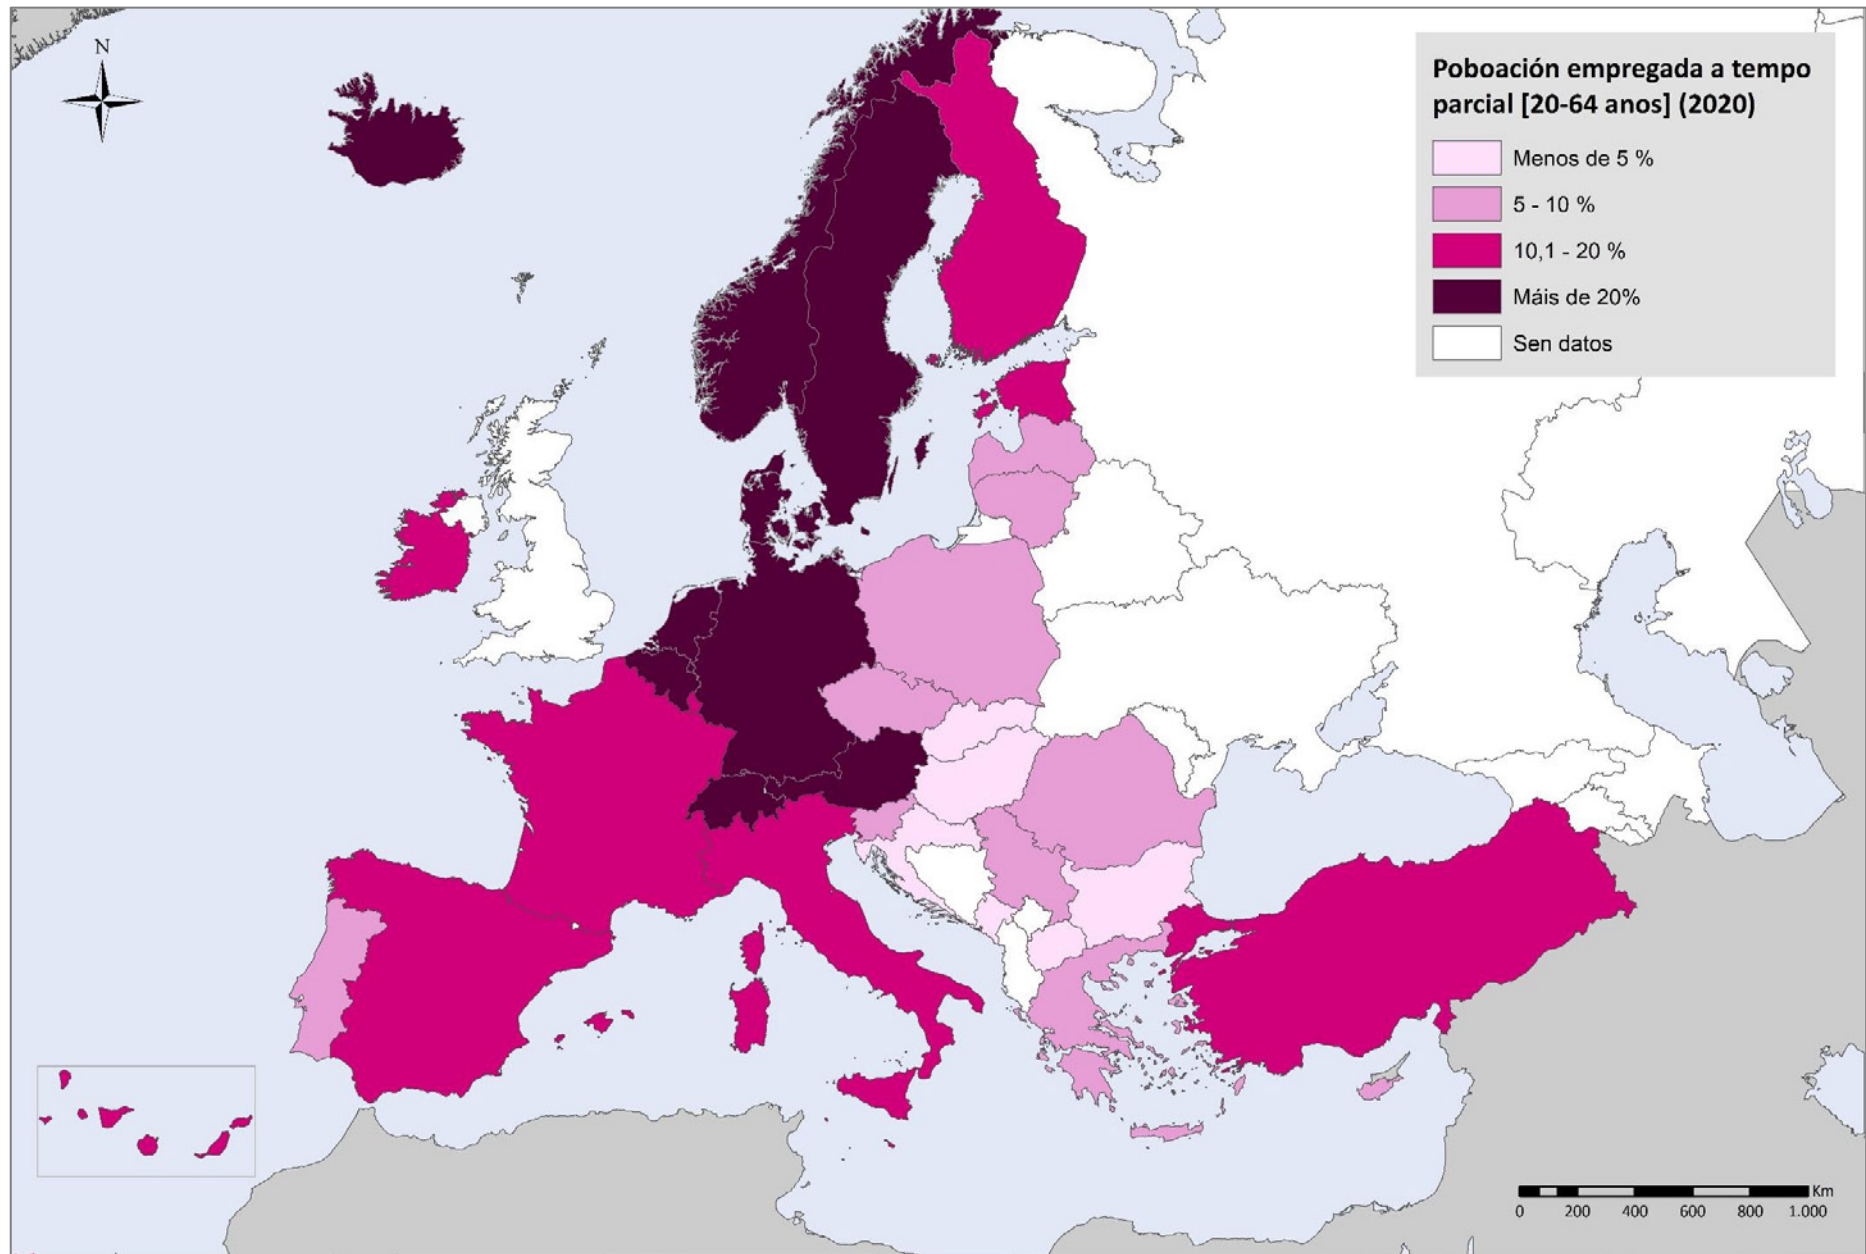 N
Poboación empregada a tempo
parcial [20-64 anos] (2020)
Menos de 5 %
5 - 10 %
10,1 - 20 %
Máis de 20%
Sen datos
Km
0 200 400 600 800 1.000